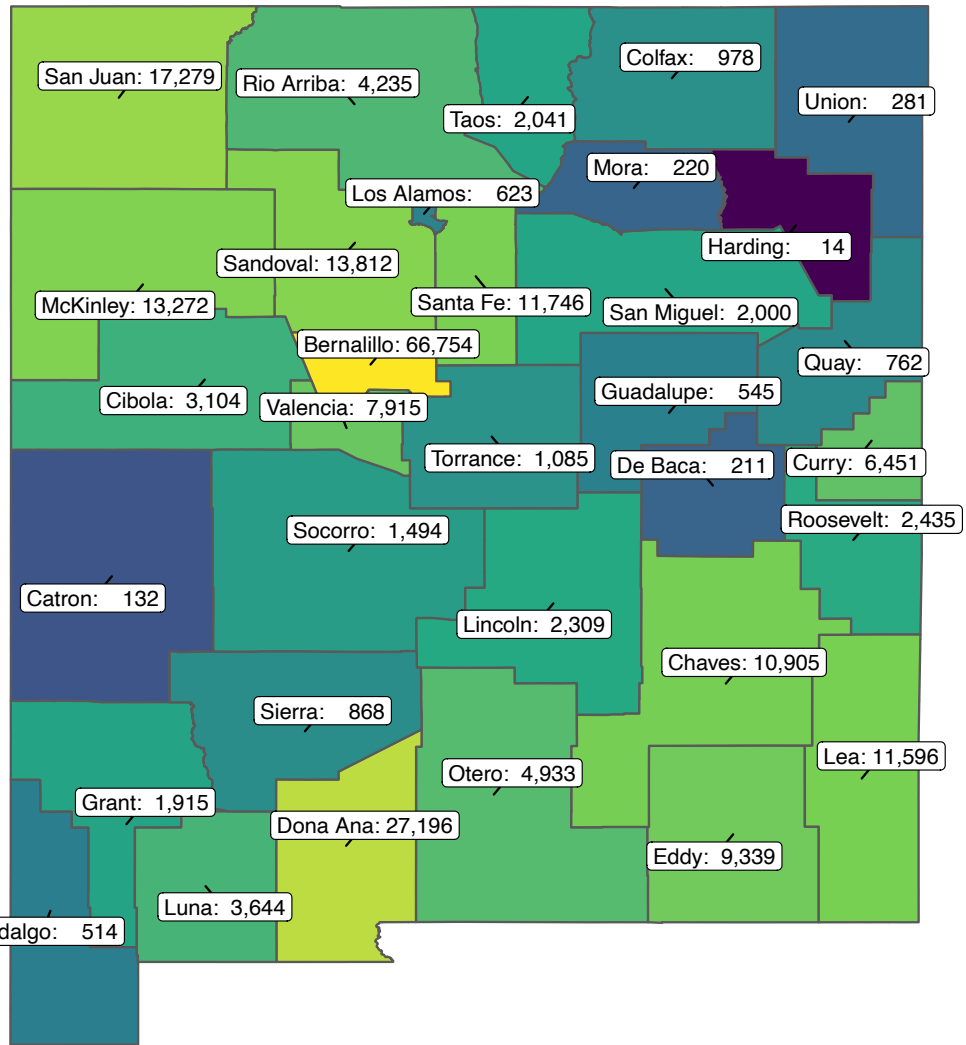 Colfax: 978
San Juan: 17,279
Rio Arriba: 4,235
Union: 281
Taos: 2,041
Mora: 220
Los Alamos: 623
Harding: 14
Sandoval: 13,812
McKinley: 13,272
Santa Fe: 11,746
San Miguel: 2,000
Bernalillo: 66,754
Quay: 762
Guadalupe: 545
Cibola: 3,104
Valencia: 7,915
Torrance: 1,085
De Baca: 211
Curry: 6,451
Socorro: 1,494
Roosevelt: 2,435
Catron: 132
Lincoln: 2,309
Chaves: 10,905
Sierra: 868
Lea: 11,596
Otero: 4,933
Grant: 1,915
Dona Ana: 27,196
Eddy: 9,339
Luna: 3,644
dalgo: 514